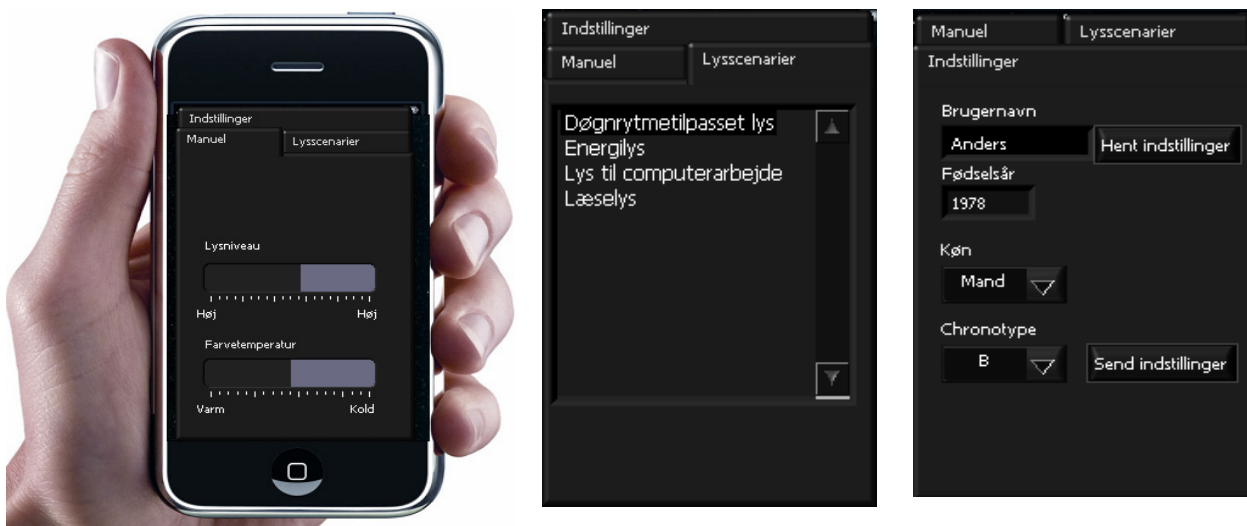 Indstillinger
Manuel Lysscenarier
Lysniveau
Høj Høj
Farvetemperatur
Varm Kold
Indstillinger
Manuel Lysscenarier
Døgnrytmetilpasset lys
Energilys
Lys til computerarbejde
Læselys
Manuel Lysscenarier
Indstillinger
Brugernavn
Anders Hent indstillinger
Fødselsår
1978
Køn
Mand
Chronotype
B Send indstillinger